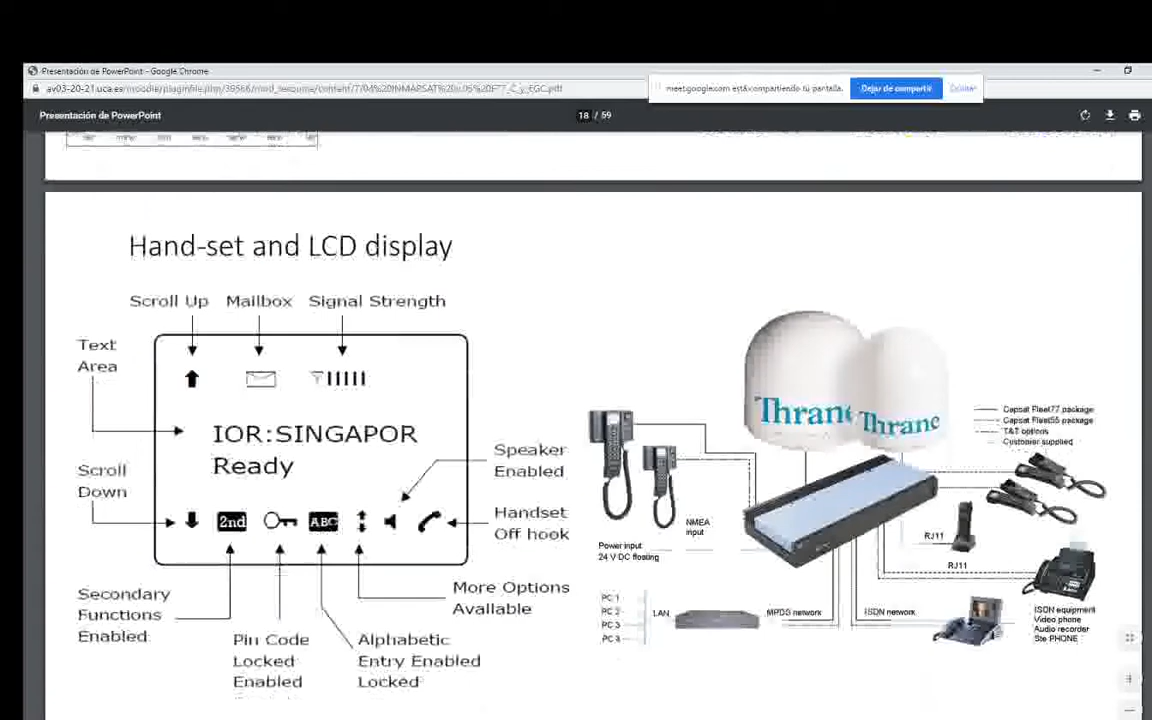 Presentación de PowerPoint - Google Chrome
meet.google.com está compartiendo tu pantalla.
Dejar de compartir
Ocultar
Presentación de PowerPoint
18 / 59
Hand-set and LCD display
Scroll Up
Mailbox
Signal Strength
Text
Area
IOR:SINGAPOR
Ready
Scroll
Down
2nd
ABC
Speaker
Enabled
Handset
Off hook
Secondary
Functions
Enabled
Pin Code
Locked
Enabled
Alphabetic
Entry Enabled
Locked
More Options
Available
Thrane
Thrane
Capsat Fleet77 package
Capsat Fleet55 package
T&T options
Customer supplied
NMEA
input
Power input
24 V DC floating
RJ11
RJ11
PC 1
PC 2
PC 3
PC 4
LAN
MPDS network
ISDN network
ISDN equipment
Video phone
Audio recorder
Stu PHONE